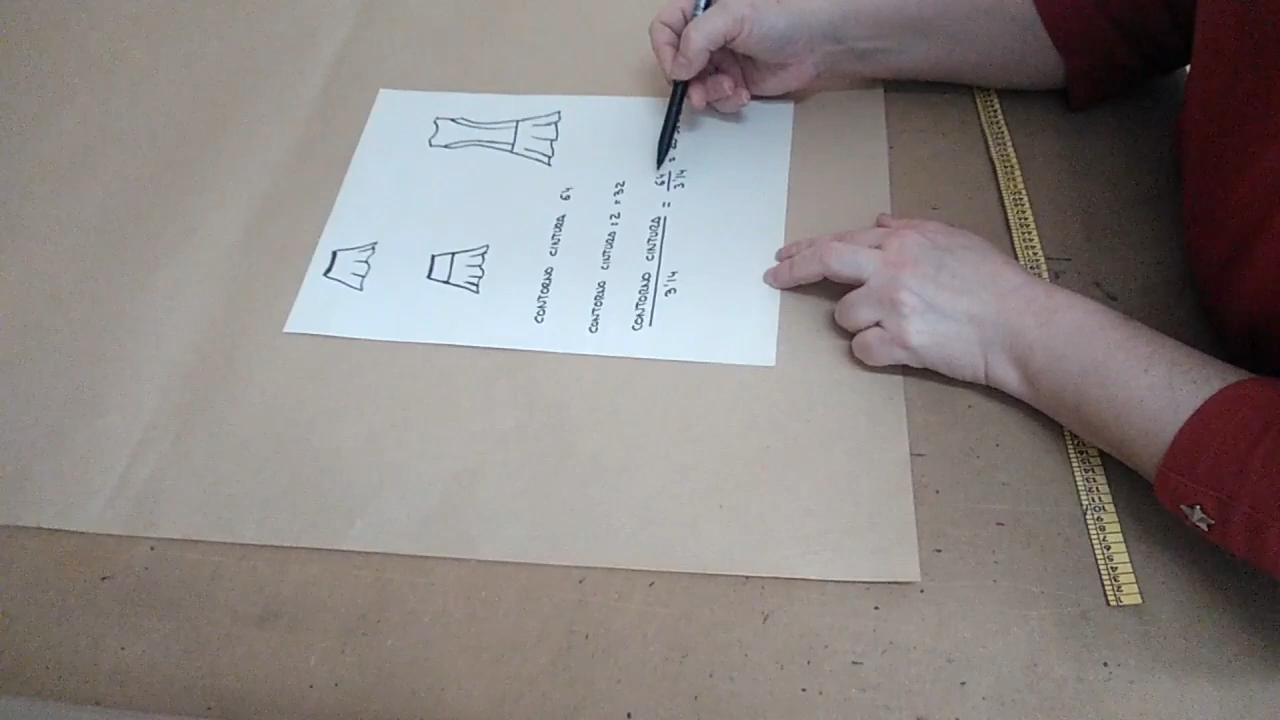 CONTORNO CINTURA 64
CONTORNO CINTURA : 2 = 32
CONTORNO CINTURA / 3'14 = 64 / 3'14 =